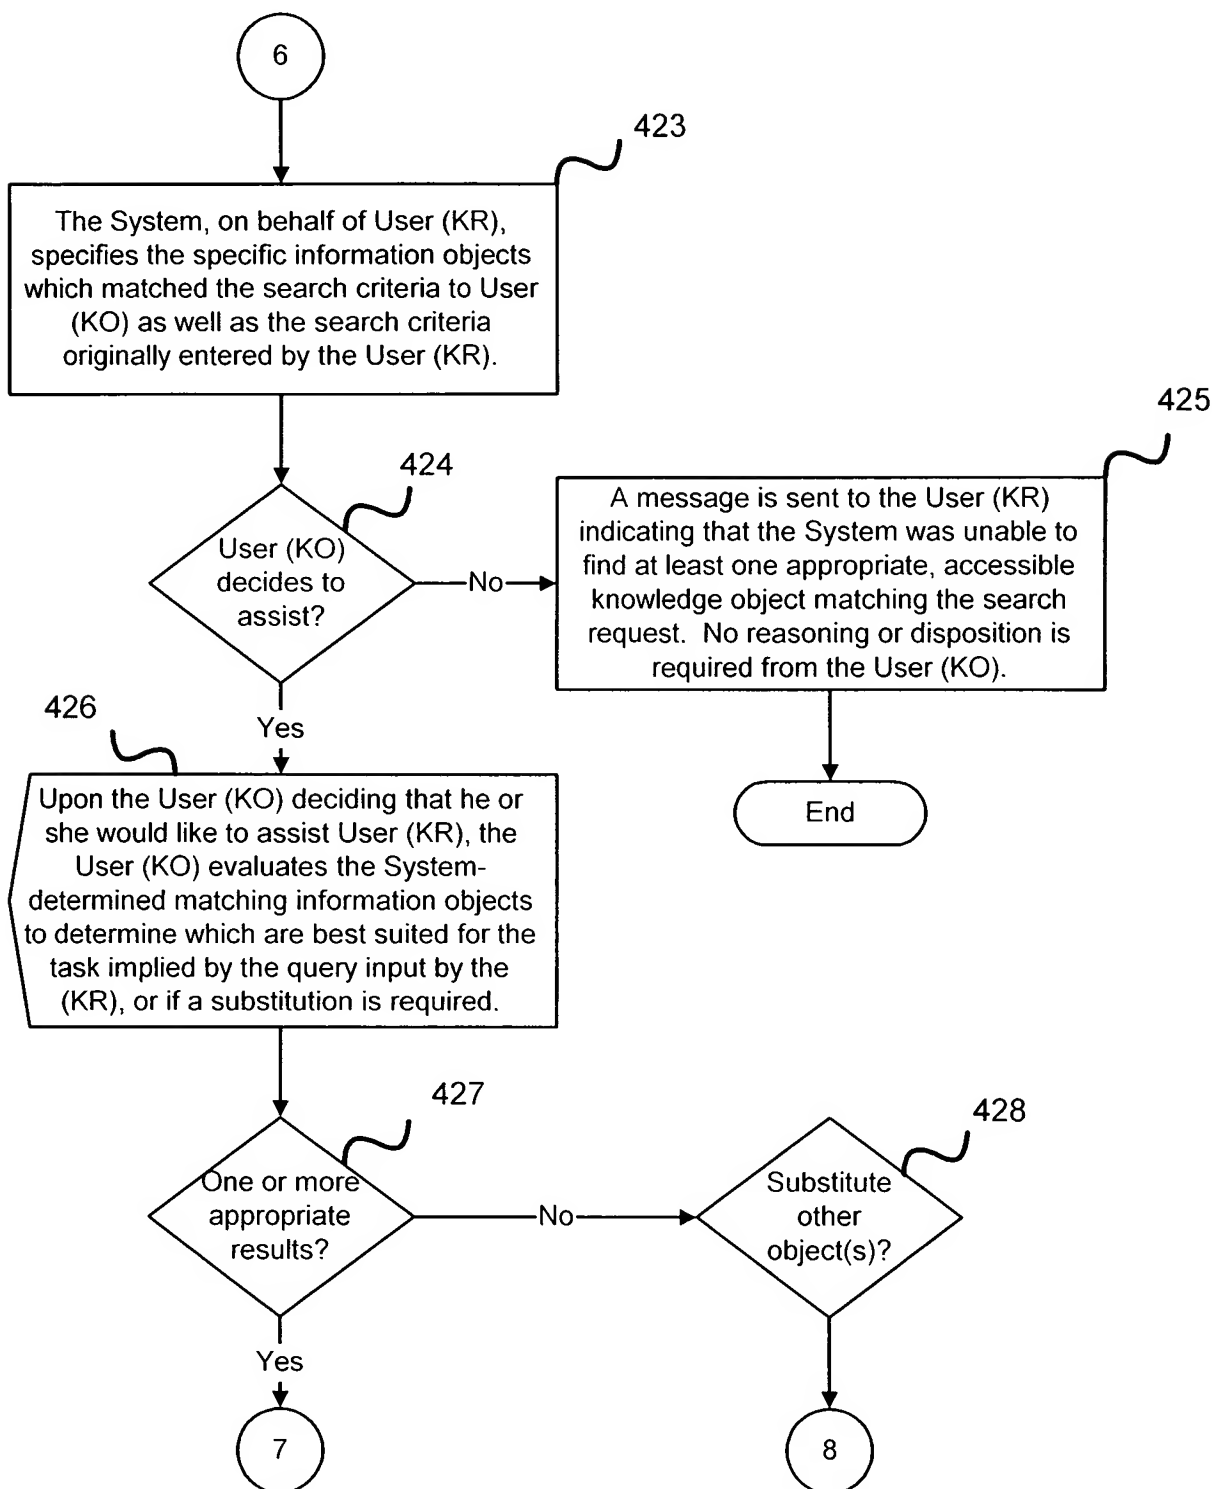 6
423
The System, on behalf of User (KR),
specifies the specific information objects
which matched the search criteria to User
(KO) as well as the search criteria
originally entered by the User (KR).
424
User (KO)
decides to
assist?
No
425
A message is sent to the User (KR)
indicating that the System was unable to
find at least one appropriate, accessible
knowledge object matching the search
request.  No reasoning or disposition is
required from the User (KO).
End
Yes
426
Upon the User (KO) deciding that he or
she would like to assist User (KR), the
User (KO) evaluates the System-
determined matching information objects
to determine which are best suited for the
task implied by the query input by the
(KR), or if a substitution is required.
427
One or more
appropriate
results?
No
428
Substitute
other
object(s)?
Yes
7
8